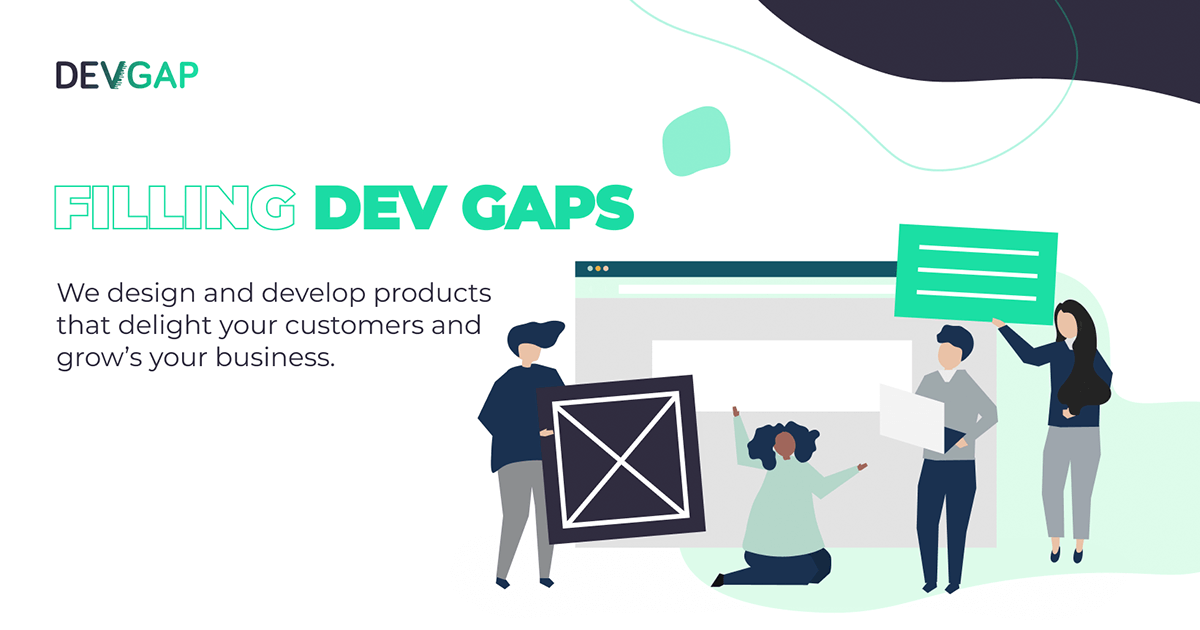 DEVGAP
FILLING DEV GAPS
We design and develop products
that delight your customers and
grow’s your business.